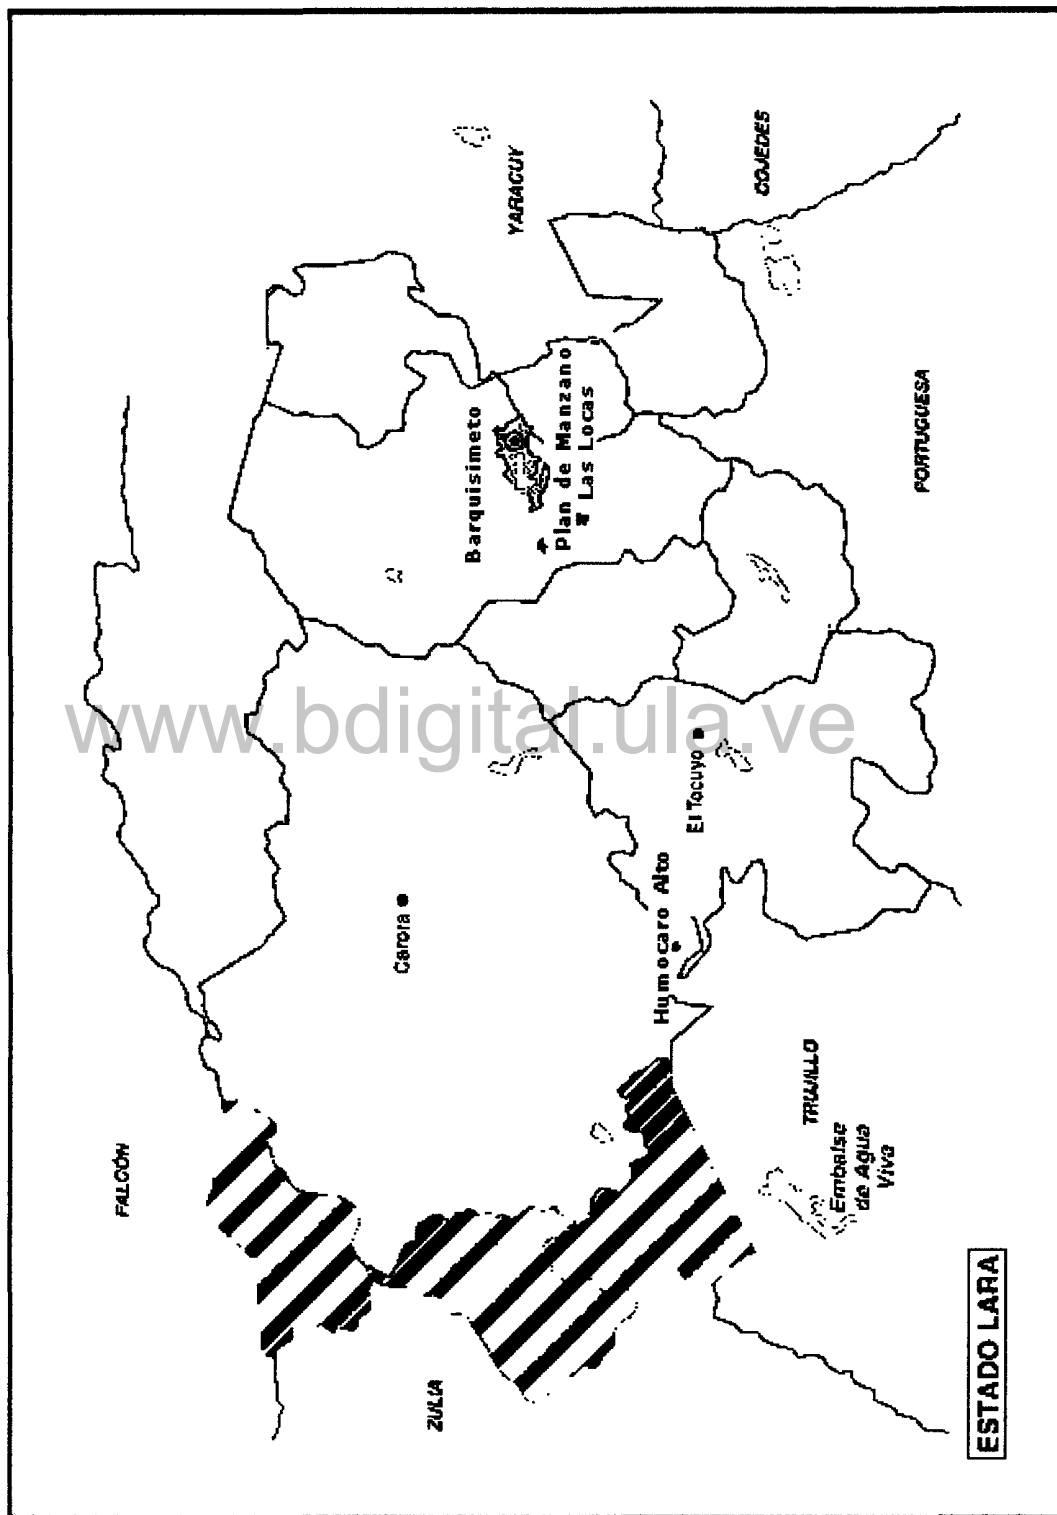 FALCÓN
ZULIA
Carora
TRUJILLO
Embalse
de Agua
Viva
Humocaro Alto
El Tocuyo
Barquisimeto
Plan de Manzano
Las Locas
YARACUY
COJEDES
PORTUGUESA
ESTADO LARA
www.bdigital.ula.ve